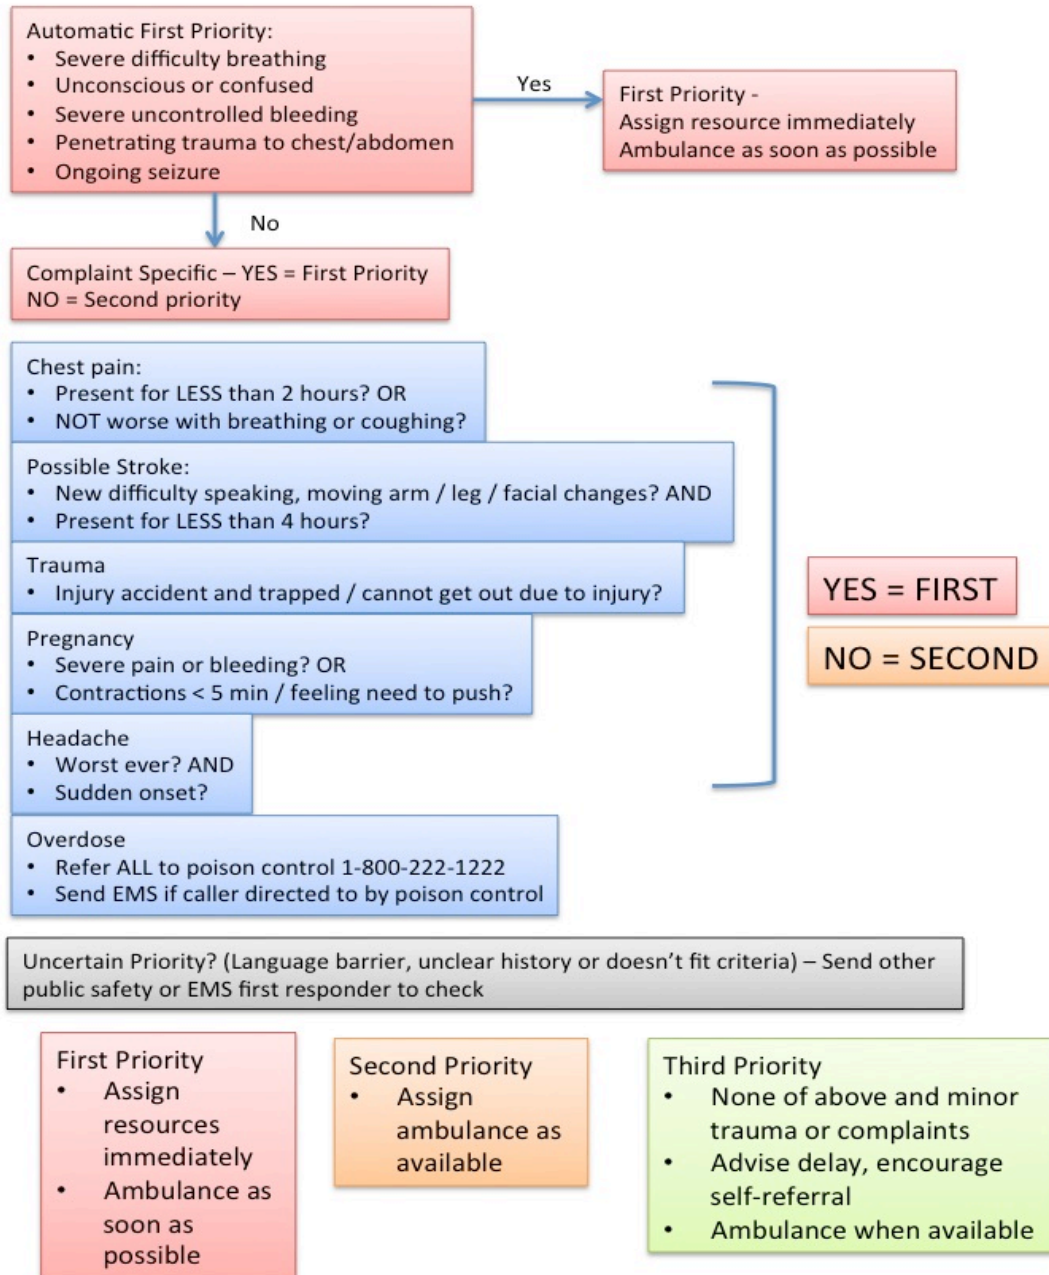 Automatic First Priority:
• Severe difficulty breathing
• Unconscious or confused
• Severe uncontrolled bleeding
• Penetrating trauma to chest/abdomen
• Ongoing seizure
Yes
First Priority -
Assign resource immediately
Ambulance as soon as possible
No
Complaint Specific – YES = First Priority
NO = Second priority
Chest pain:
• Present for LESS than 2 hours? OR
• NOT worse with breathing or coughing?
Possible Stroke:
• New difficulty speaking, moving arm / leg / facial changes? AND
• Present for LESS than 4 hours?
Trauma
• Injury accident and trapped / cannot get out due to injury?
Pregnancy
• Severe pain or bleeding? OR
• Contractions < 5 min / feeling need to push?
Headache
• Worst ever? AND
• Sudden onset?
YES = FIRST
NO = SECOND
Overdose
• Refer ALL to poison control 1-800-222-1222
• Send EMS if caller directed to by poison control
Uncertain Priority? (Language barrier, unclear history or doesn’t fit criteria) – Send other
public safety or EMS first responder to check
First Priority
• Assign
resources
immediately
• Ambulance as
soon as
possible
Second Priority
• Assign
ambulance as
available
Third Priority
• None of above and minor
trauma or complaints
• Advise delay, encourage
self-referral
• Ambulance when available